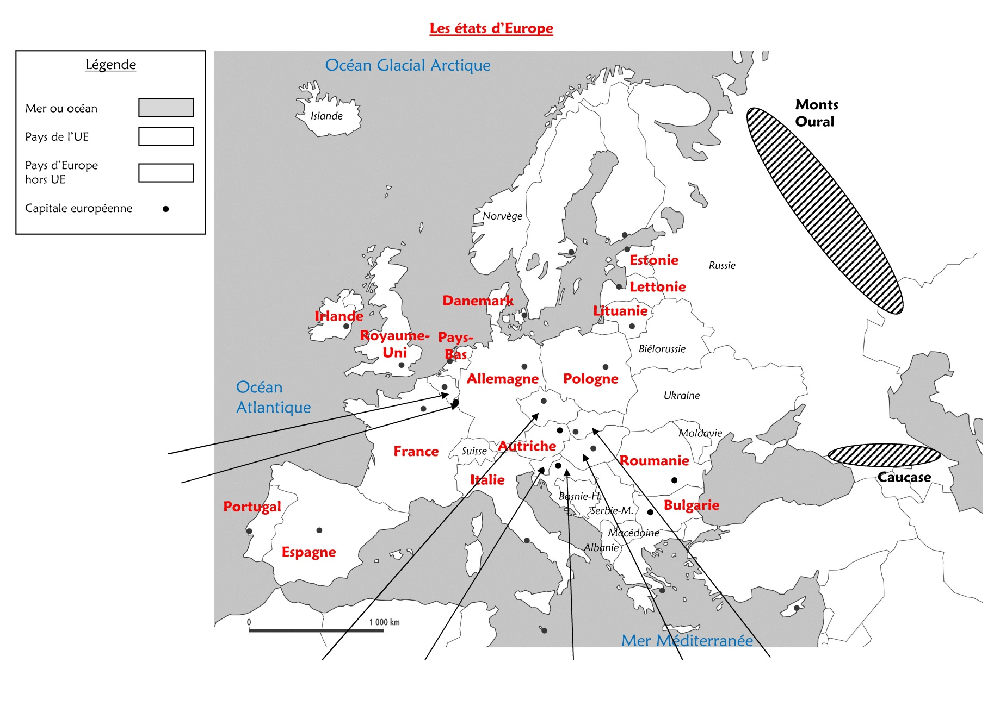 Les états d'Europe
Légende
Mer ou océan
Pays de l'UE
Pays d'Europe
hors UE
Capitale européenne
Océan Glacial Arctique
Islande
Monts
Oural
Norvège
Estonie
Russie
Lettonie
Danemark
Lituanie
Irlande
Royaume-
Uni
Pays-
Bas
Biélorussie
Allemagne
Pologne
Océan
Atlantique
Ukraine
Moldavie
France
Suisse
Autriche
Roumanie
Caucase
Italie
Bosnie-H.
Serbie-M.
Bulgarie
Portugal
Macédoine
Albanie
Espagne
0
1 000 km
Mer Méditerranée